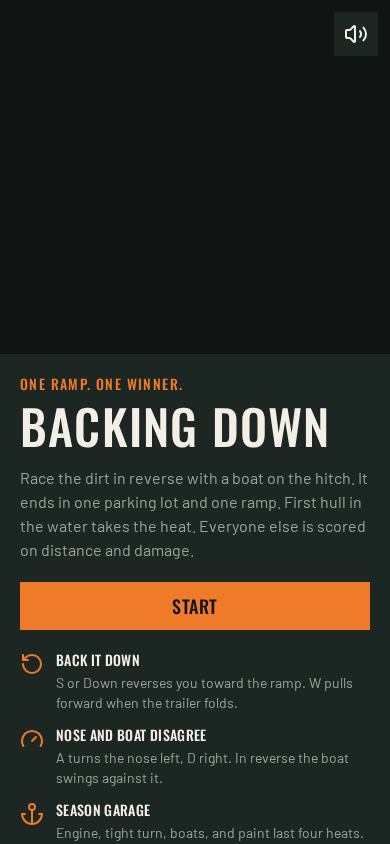 ONE RAMP. ONE WINNER.
BACKING DOWN
Race the dirt in reverse with a boat on the hitch. It
ends in one parking lot and one ramp. First hull in
the water takes the heat. Everyone else is scored
on distance and damage.
START
BACK IT DOWN
S or Down reverses you toward the ramp. W pulls
forward when the trailer folds.
NOSE AND BOAT DISAGREE
A turns the nose left, D right. In reverse the boat
swings against it.
SEASON GARAGE
Engine, tight turn, boats, and paint last four heats.